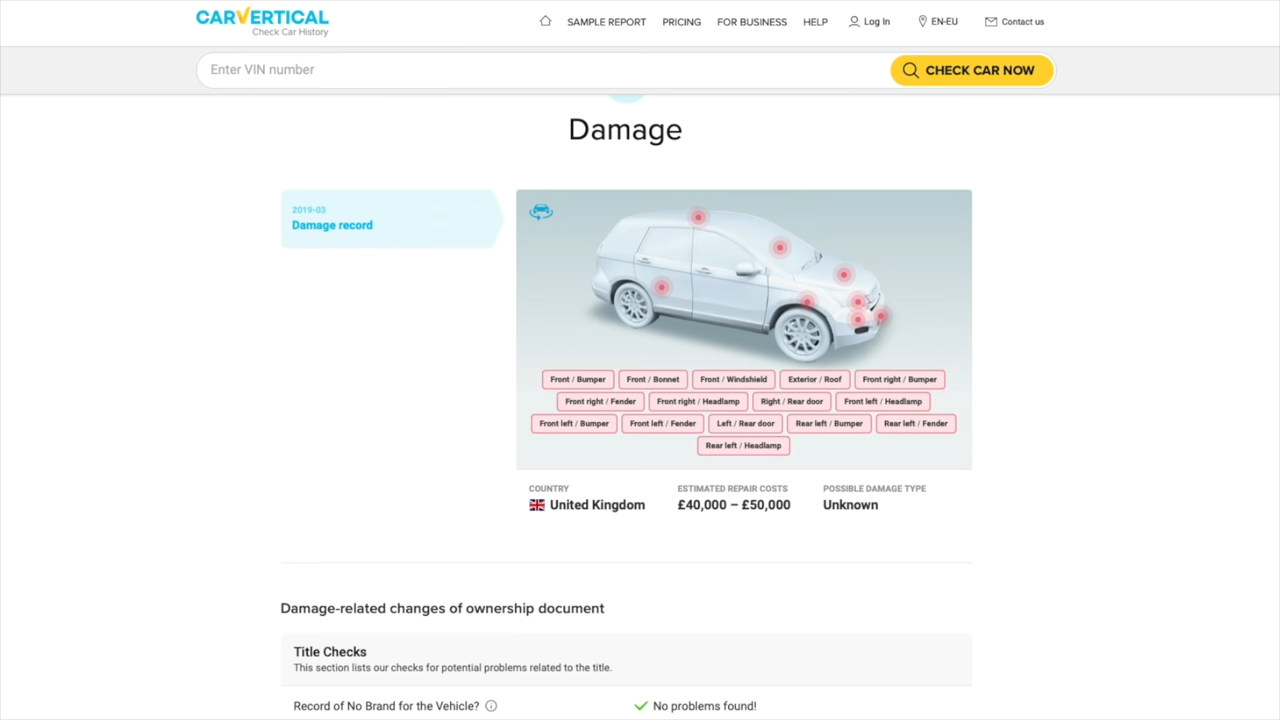 CARVERTICAL
Check Car History
SAMPLE REPORT PRICING FOR BUSINESS HELP Log In EN-EU Contact us
Enter VIN number CHECK CAR NOW
Damage
2019-03
Damage record
Front / Bumper Front / Bonnet Front / Windshield Exterior / Roof Front right / Bumper
Front right / Fender Front right / Headlamp Right / Rear door Front left / Headlamp
Front left / Bumper Front left / Fender Left / Rear door Rear left / Bumper Rear left / Fender
Rear left / Headlamp
COUNTRY ESTIMATED REPAIR COSTS POSSIBLE DAMAGE TYPE
United Kingdom £40,000 – £50,000 Unknown
Damage-related changes of ownership document
Title Checks
This section lists our checks for potential problems related to the title.
Record of No Brand for the Vehicle? No problems found!